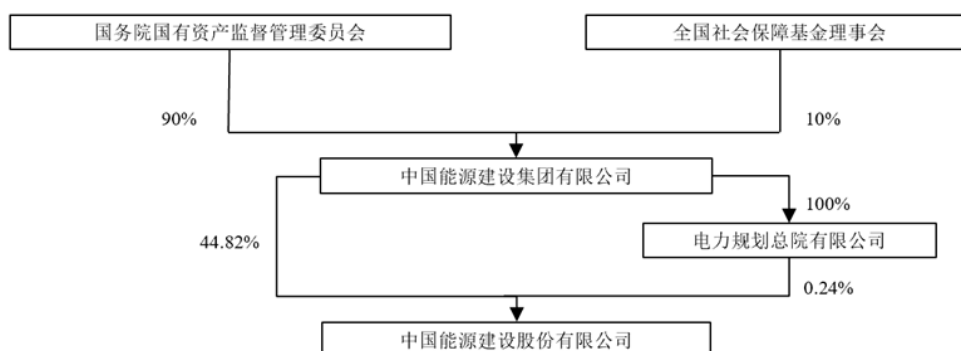 国务院国有资产监督管理委员会
全国社会保障基金理事会
90%
10%
中国能源建设集团有限公司
100%
44.82%
电力规划总院有限公司
0.24%
中国能源建设股份有限公司